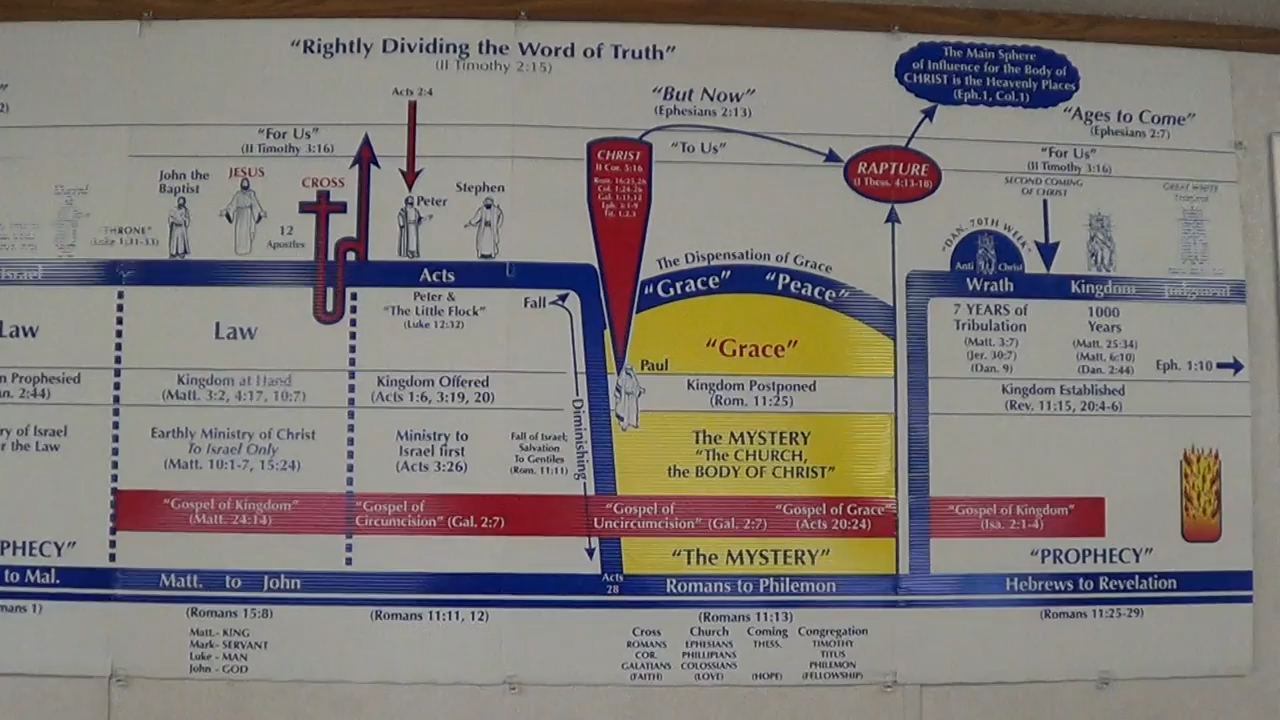 "Rightly Dividing the Word of Truth"
(II Timothy 2:15)
The Main Sphere
of Influence for the Body of
CHRIST is the Heavenly Places
(Eph.1, Col.1)
Acts 2:4
"But Now"
(Ephesians 2:13)
"Ages to Come"
(Ephesians 2:7)
"For Us"
(II Timothy 3:16)
"To Us"
"For Us"
(II Timothy 3:16)
John the
Baptist
JESUS
CROSS
12
Apostles
Peter
Stephen
CHRIST
II Cor. 5:16
RAPTURE
(I Thess. 4:13-18)
SECOND COMING
OF CHRIST
GREAT WHITE
THRONE"
(Luke 1:31-33)
"DAN. 70TH WEEK"
Anti Christ
The Dispensation of Grace
Israel
Acts
"Grace" "Peace"
Wrath
Kingdom
Judgment
Law
Law
Peter &
"The Little Flock"
(Luke 12:32)
Fall
"Grace"
Paul
7 YEARS of
Tribulation
(Matt. 3:7)
(Jer. 30:7)
(Dan. 9)
1000
Years
(Matt. 25:34)
(Matt. 6:10)
(Dan. 2:44)
Eph. 1:10
n Prophesied
n. 2:44)
Kingdom at Hand
(Matt. 3:2, 4:17, 10:7)
Kingdom Offered
(Acts 1:6, 3:19, 20)
Kingdom Postponed
(Rom. 11:25)
Kingdom Established
(Rev. 11:15, 20:4-6)
ry of Israel
r the Law
Earthly Ministry of Christ
To Israel Only
(Matt. 10:1-7, 15:24)
Ministry to
Israel first
(Acts 3:26)
Fall of Israel;
Salvation
To Gentiles
(Rom. 11:11)
Diminishing
The MYSTERY
"The CHURCH,
the BODY OF CHRIST"
"Gospel of Kingdom"
(Matt. 24:14)
"Gospel of
Circumcision" (Gal. 2:7)
"Gospel of
Uncircumcision" (Gal. 2:7)
"Gospel of Grace"
(Acts 20:24)
"Gospel of Kingdom"
(Isa. 2:1-4)
PHECY"
"The MYSTERY"
"PROPHECY"
to Mal.
Matt. to John
Acts
28
Romans to Philemon
Hebrews to Revelation
mans 1)
(Romans 15:8)
(Romans 11:11, 12)
(Romans 11:13)
(Romans 11:25-29)
Matt.- KING
Mark- SERVANT
Luke - MAN
John - GOD
Cross
ROMANS
COR.
GALATIANS
(FAITH)
Church
EPHESIANS
PHILLIPIANS
COLOSSIANS
(LOVE)
Coming
THESS.
(HOPE)
Congregation
TIMOTHY
TITUS
PHILEMON
(FELLOWSHIP)